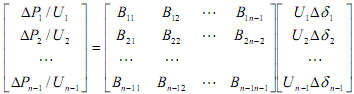 ΔP₁/U₁ B₁₁ B₁₂ ⋯ B₁ₙ₋₁ U₁Δδ₁
ΔP₂/U₂ = B₂₁ B₂₂ ⋯ B₂ₙ₋₂ U₂Δδ₂
⋯ ⋯ ⋯ ⋯
ΔPₙ₋₁/Uₙ₋₁ Bₙ₋₁₁ Bₙ₋₁₂ ⋯ Bₙ₋₁ₙ₋₁ Uₙ₋₁Δδₙ₋₁